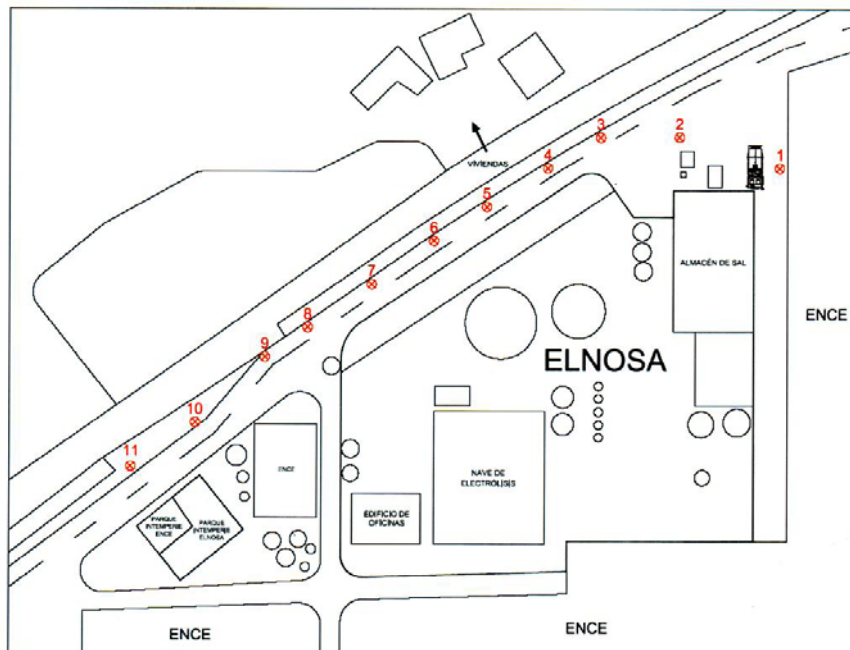 3
2
1
4
VIVIENDAS
5
6
ALMACÉN DE SAL
7
ENCE
8
9
ELNOSA
10
11
ENCE
NAVE DE
ELECTRÓLISIS
EDIFICIO DE
OFICINAS
PARQUE
INTEMPERIE
ENCE
PARQUE
INTEMPERIE
ELNOSA
ENCE
ENCE